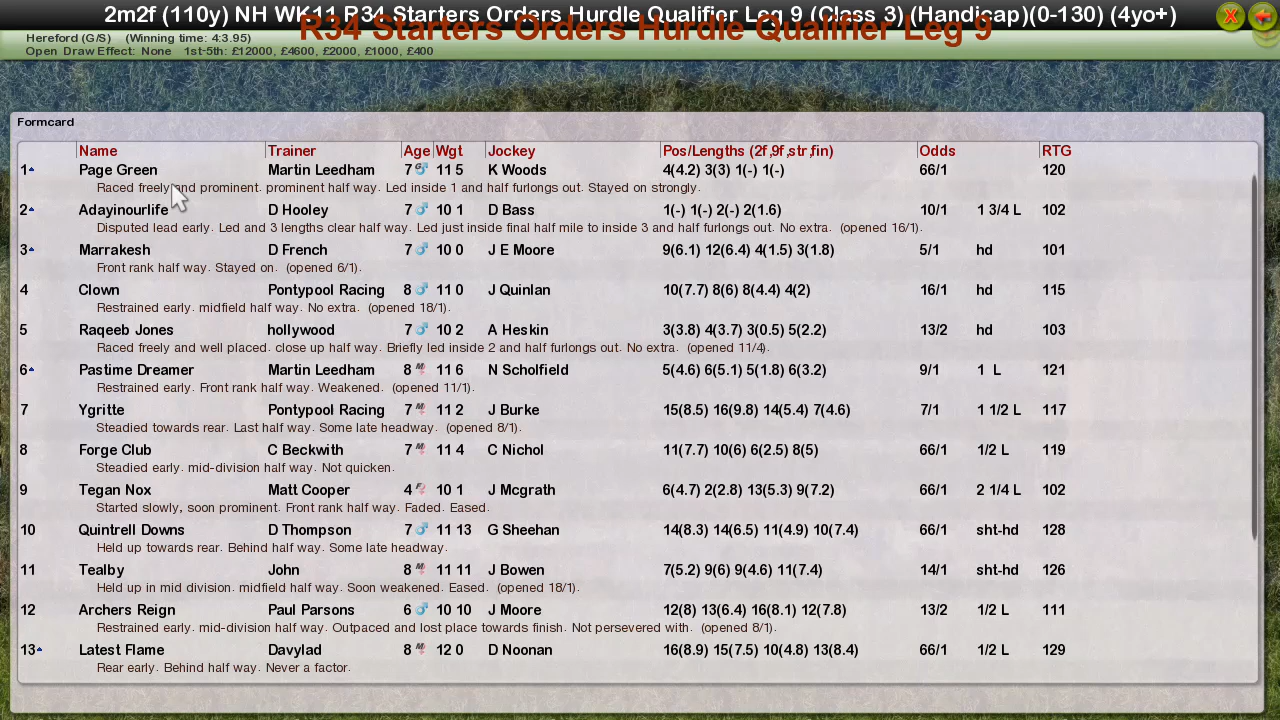 2m2f (110y) NH WK11 R34 Starters Orders Hurdle Qualifier Leg 9 (Class 3) (Handicap)(0-130) (4yo+)
R34 Starters Orders Hurdle Qualifier Leg 9
Hereford (G/S) (Winning time: 4:3.95)
Open Draw Effect: None 1st-5th: £12000, £4600, £2000, £1000, £400
Formcard
Name Trainer Age Wgt Jockey Pos/Lengths (2f,9f,str,fin) Odds RTG
1 Page Green Martin Leedham 7 11 5 K Woods 4(4.2) 3(3) 1(-) 1(-) 66/1 120
Raced freely and prominent. prominent half way. Led inside 1 and half furlongs out. Stayed on strongly.
2 Adayinourlife D Hooley 7 10 1 D Bass 1(-) 1(-) 2(-) 2(1.6) 10/1 1 3/4 L 102
Disputed lead early. Led and 3 lengths clear half way. Led just inside final half mile to inside 3 and half furlongs out. No extra. (opened 16/1).
3 Marrakesh D French 7 10 0 J E Moore 9(6.1) 12(6.4) 4(1.5) 3(1.8) 5/1 hd 101
Front rank half way. Stayed on. (opened 6/1).
4 Clown Pontypool Racing 8 11 0 J Quinlan 10(7.7) 8(6) 8(4.4) 4(2) 16/1 hd 115
Restrained early. midfield half way. No extra. (opened 18/1).
5 Raqeeb Jones hollywood 7 10 2 A Heskin 3(3.8) 4(3.7) 3(0.5) 5(2.2) 13/2 hd 103
Raced freely and well placed. close up half way. Briefly led inside 2 and half furlongs out. No extra. (opened 11/4).
6 Pastime Dreamer Martin Leedham 8 11 6 N Scholfield 5(4.6) 6(5.1) 5(1.8) 6(3.2) 9/1 1 L 121
Restrained early. Front rank half way. Weakened. (opened 11/1).
7 Ygritte Pontypool Racing 7 11 2 J Burke 15(8.5) 16(9.8) 14(5.4) 7(4.6) 7/1 1 1/2 L 117
Steadied towards rear. Last half way. Some late headway. (opened 8/1).
8 Forge Club C Beckwith 7 11 4 C Nichol 11(7.7) 10(6) 6(2.5) 8(5) 66/1 1/2 L 119
Steadied early. mid-division half way. Not quicken.
9 Tegan Nox Matt Cooper 4 10 1 J Mcgrath 6(4.7) 2(2.8) 13(5.3) 9(7.2) 66/1 2 1/4 L 102
Started slowly, soon prominent. Front rank half way. Faded. Eased.
10 Quintrell Downs D Thompson 7 11 13 G Sheehan 14(8.3) 14(6.5) 11(4.9) 10(7.4) 66/1 sht-hd 128
Held up towards rear. Behind half way. Some late headway.
11 Tealby John 8 11 11 J Bowen 7(5.2) 9(6) 9(4.6) 11(7.4) 14/1 sht-hd 126
Held up in mid division. midfield half way. Soon weakened. Eased. (opened 18/1).
12 Archers Reign Paul Parsons 6 10 10 J Moore 12(8) 13(6.4) 16(8.1) 12(7.8) 13/2 1/2 L 111
Restrained early. mid-division half way. Outpaced and lost place towards finish. Not persevered with. (opened 8/1).
13 Latest Flame Davylad 8 12 0 D Noonan 16(8.9) 15(7.5) 10(4.8) 13(8.4) 66/1 1/2 L 129
Rear early. Behind half way. Never a factor.